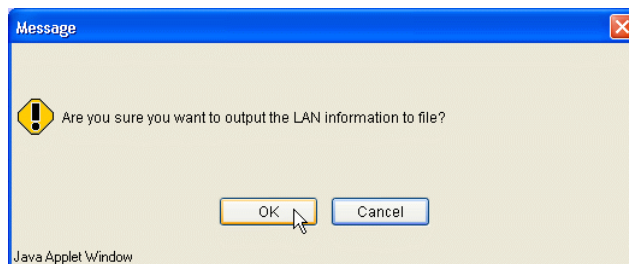 Message
Are you sure you want to output the LAN information to file?
OK Cancel
Java Applet Window